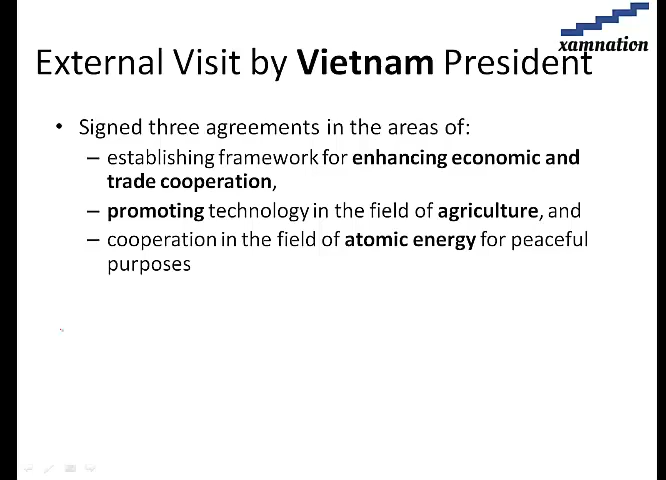 xamnation
External Visit by Vietnam President
• Signed three agreements in the areas of:
– establishing framework for enhancing economic and
trade cooperation,
– promoting technology in the field of agriculture, and
– cooperation in the field of atomic energy for peaceful
purposes